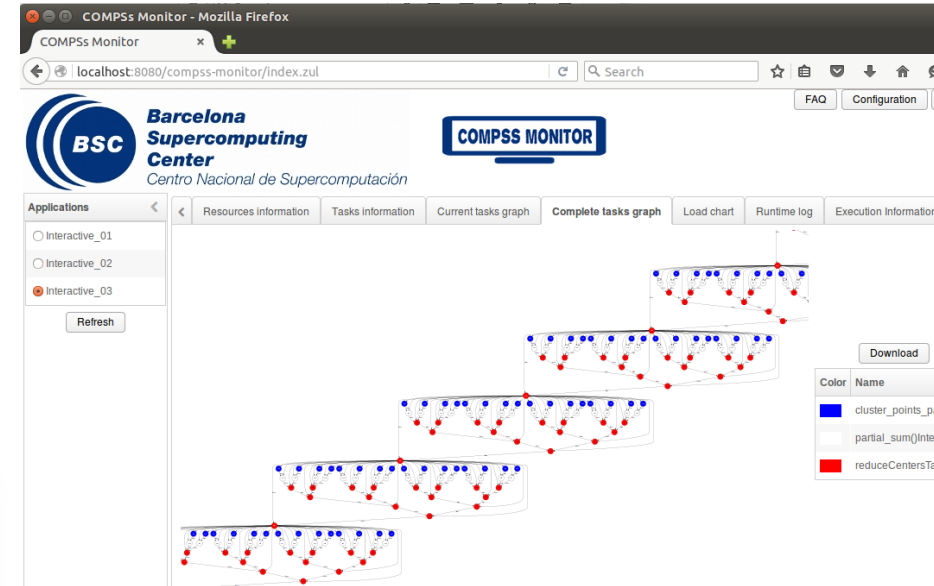 COMPSs Monitor - Mozilla Firefox
COMPSs Monitor
localhost:8080/compss-monitor/index.zul
Search
FAQ
Configuration
BSC
Barcelona
Supercomputing
Center
Centro Nacional de Supercomputación
COMPSS MONITOR
Applications
Resources information
Tasks information
Current tasks graph
Complete tasks graph
Load chart
Runtime log
Execution Information
Interactive_01
Interactive_02
Interactive_03
Refresh
Download
Color Name
cluster_points_pa
partial_sum()Inte
reduceCentersTa